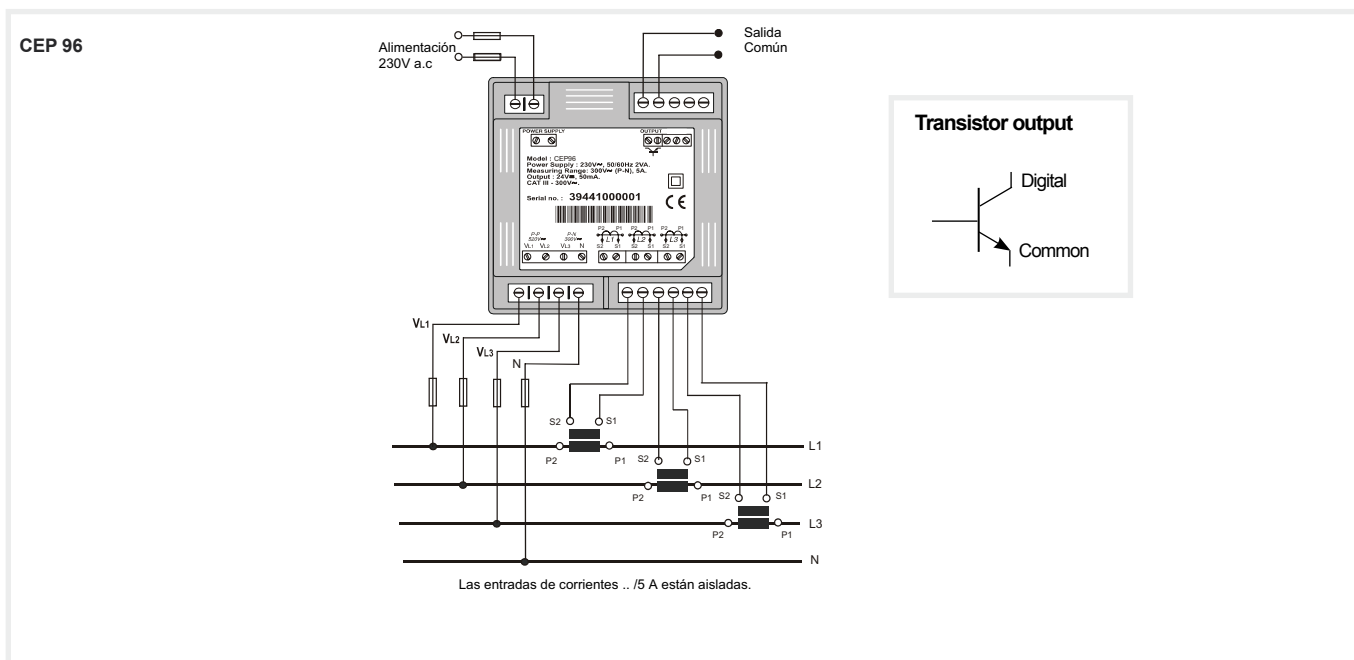 CEP 96
Alimentación
230V a.c
Salida
Común
POWER SUPPLY
OUTPUT
Model : CEP96
Power Supply : 230V~, 50/60Hz 2VA.
Measuring Range: 300V~ (P-N), 5A.
Output : 24V⎓, 50mA.
CAT III - 300V~.
Serial no. : 39441000001
CE
P-P
520V~
P-N
300V~
P2 P1 P2 P1 P2 P1
L1 L2 L3
VL1 VL2 VL3 N S2 S1 S2 S1 S2 S1
Transistor output
Digital
Common
VL1
VL2
VL3
N
S2 S1
P2 P1
L1
S2 S1
P2 P1
L2
S2 S1
P2 P1
L3
N
Las entradas de corrientes .. /5 A están aisladas.